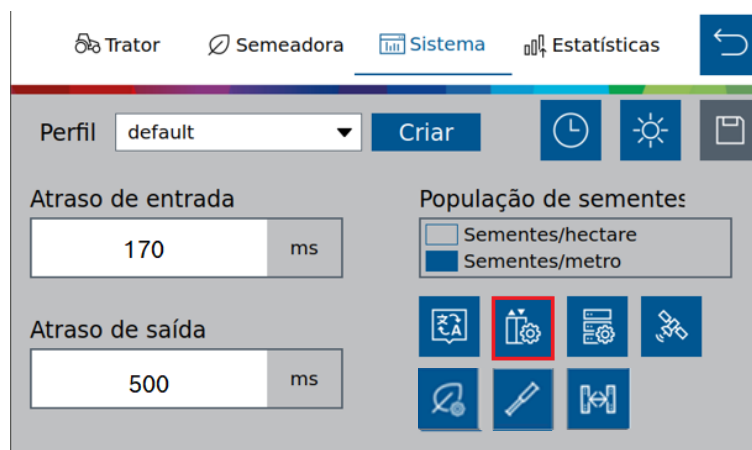 Trator Semeadora Sistema Estatísticas
Perfil default Criar
Atraso de entrada
170 ms
Atraso de saída
500 ms
População de sementes
Sementes/hectare
Sementes/metro